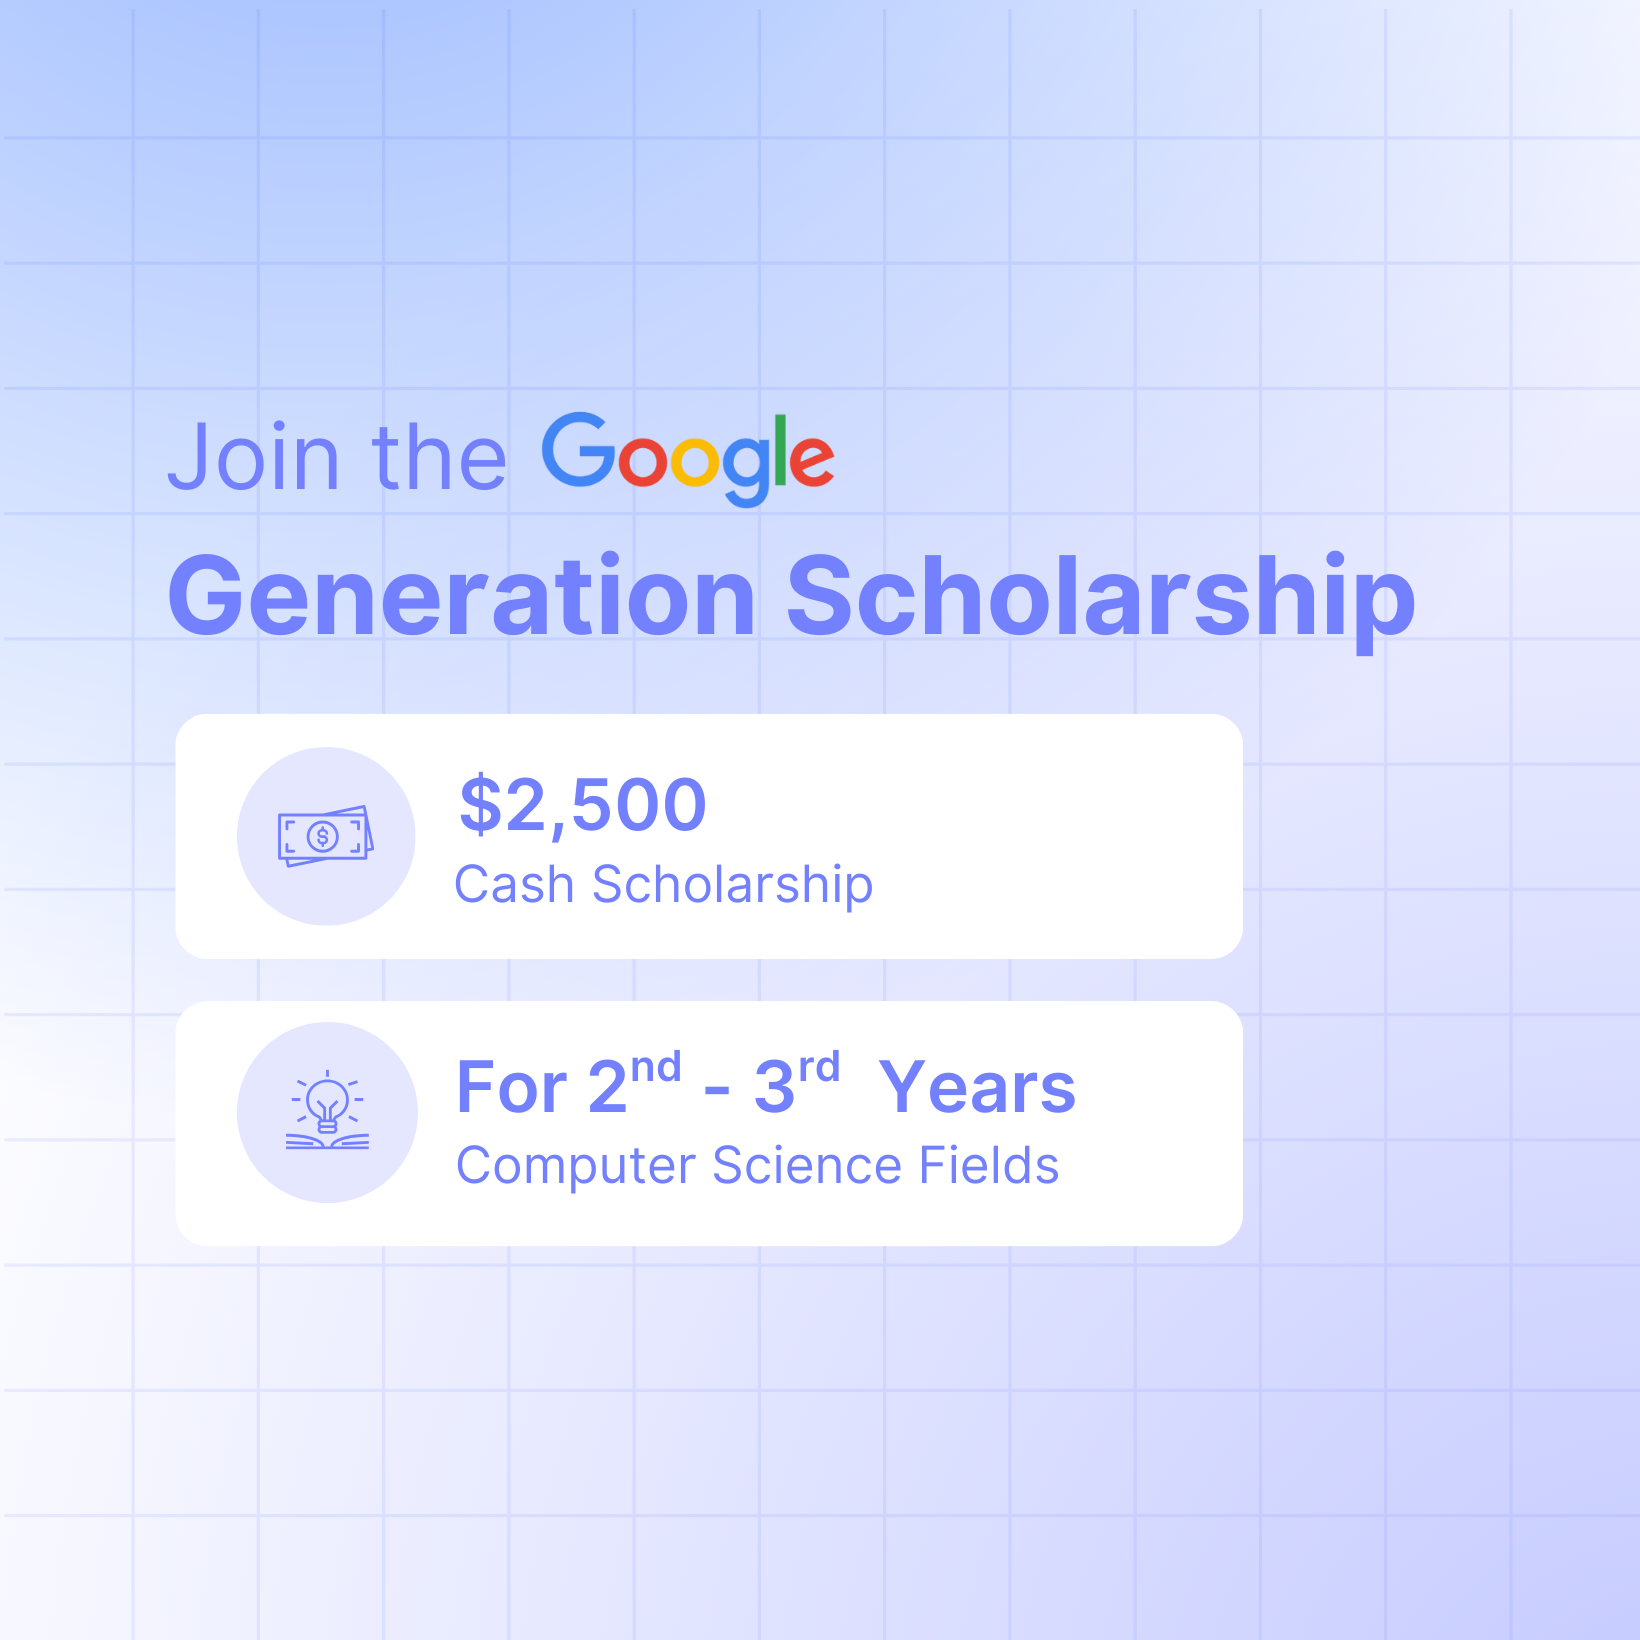 Join the Google
Generation Scholarship
$2,500
Cash Scholarship
For 2nd - 3rd Years
Computer Science Fields